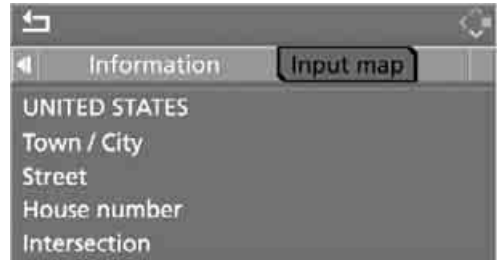 Information Input map
UNITED STATES
Town / City
Street
House number
Intersection